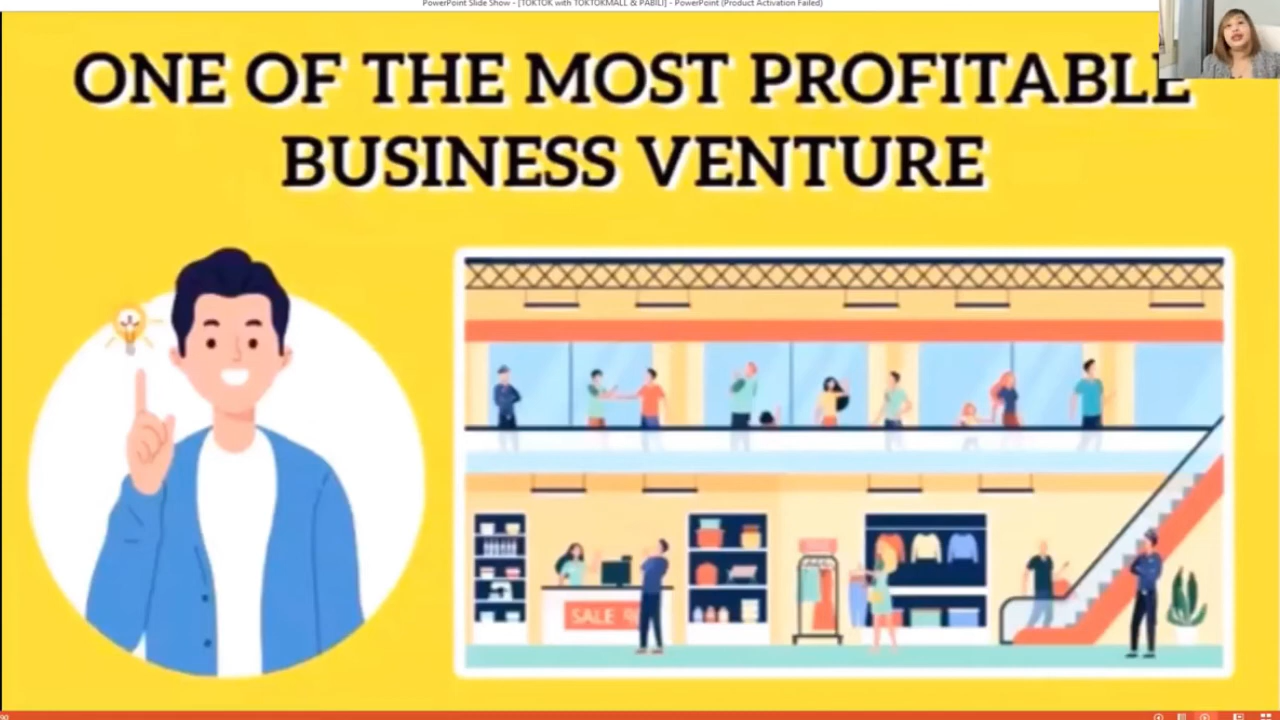 PowerPoint Slide Show - [TOKTOK with TOKTOKMALL & PABILI] - PowerPoint (Product Activation Failed)
ONE OF THE MOST PROFITABLE
BUSINESS VENTURE
SALE